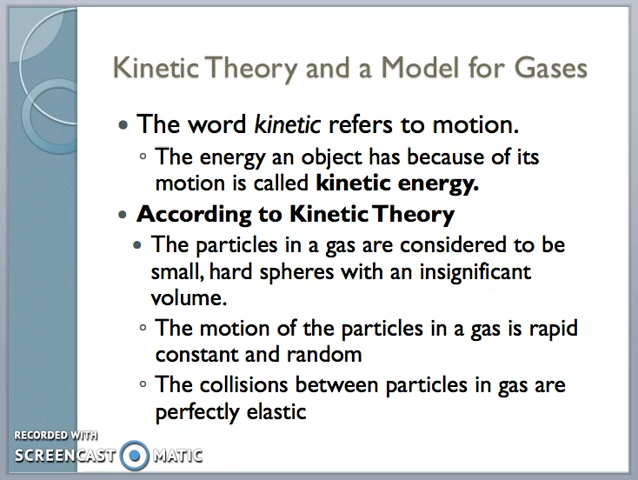 Kinetic Theory and a Model for Gases
• The word kinetic refers to motion.
◦ The energy an object has because of its
motion is called kinetic energy.
• According to Kinetic Theory
• The particles in a gas are considered to be
small, hard spheres with an insignificant
volume.
◦ The motion of the particles in a gas is rapid
constant and random
◦ The collisions between particles in gas are
perfectly elastic
RECORDED WITH
SCREENCAST MATIC